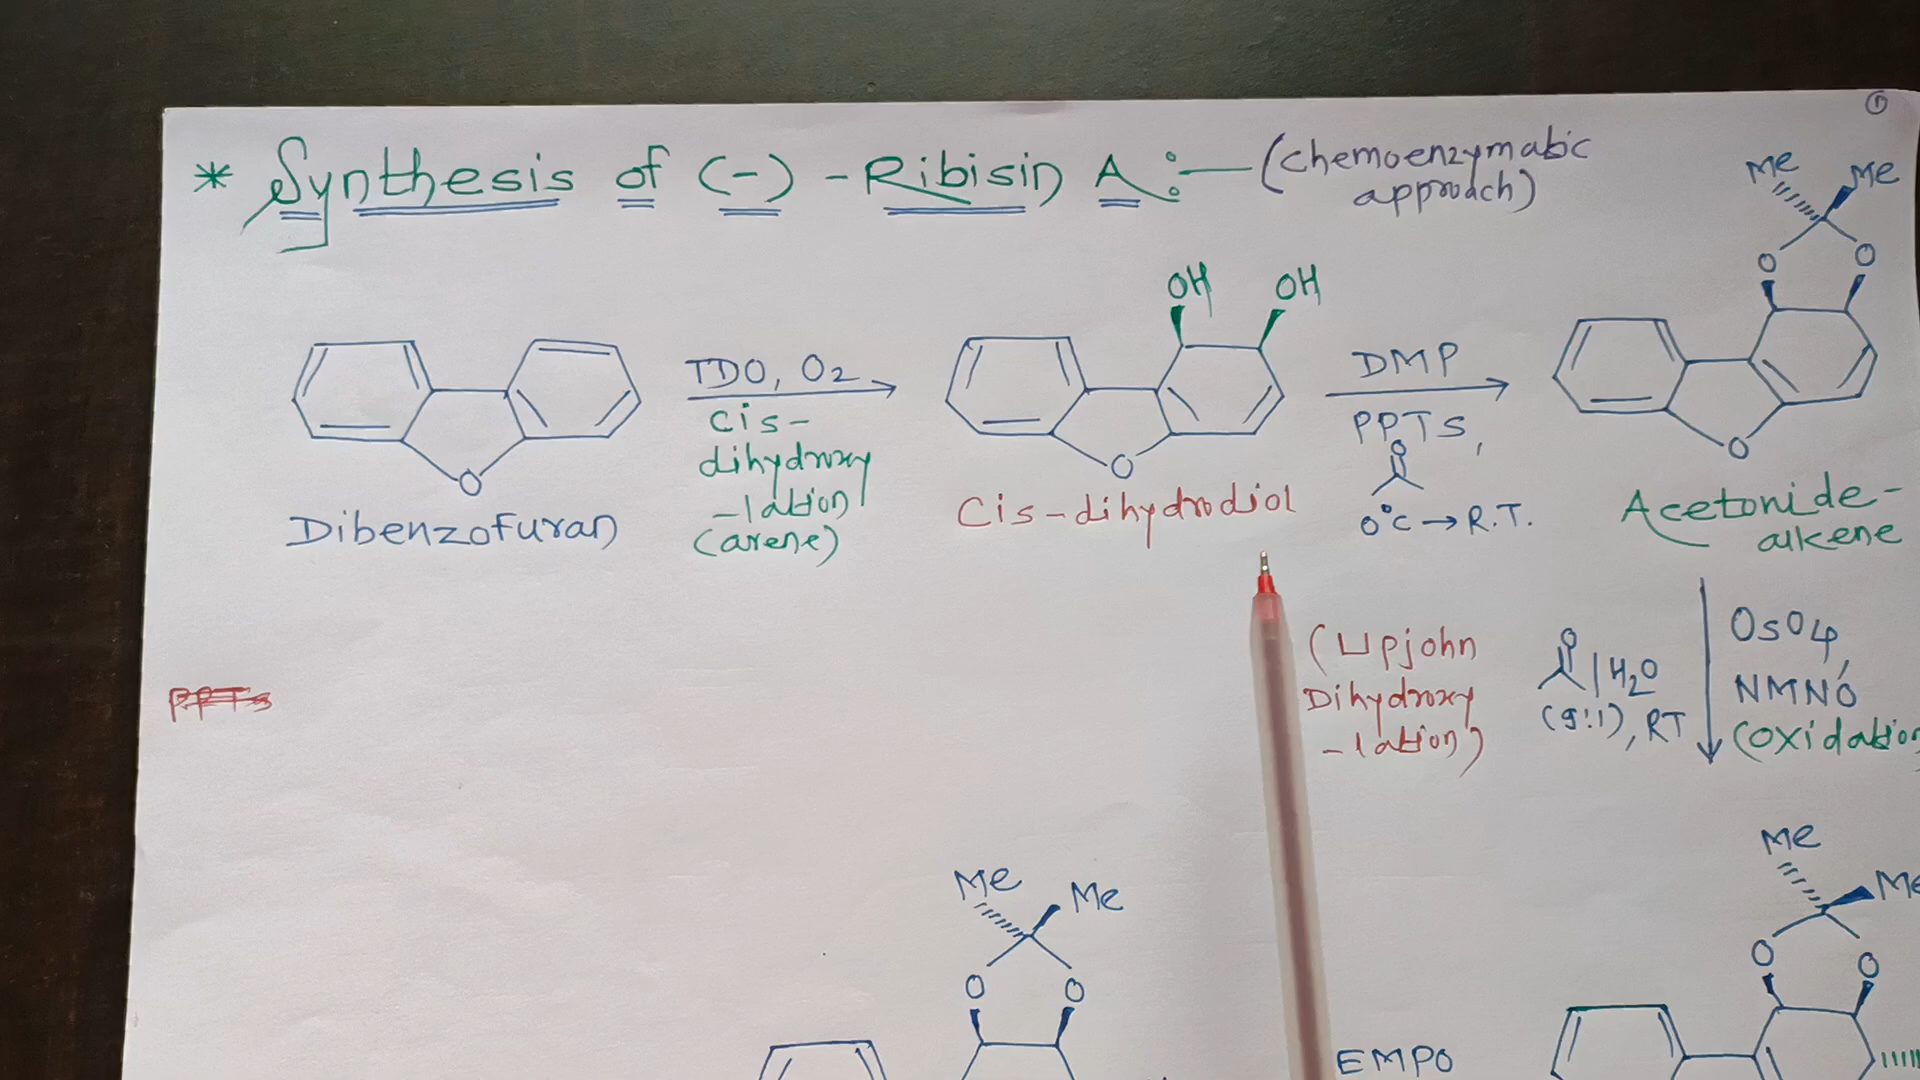 ①
* Synthesis of (-)-Ribisin A :— (chemoenzymabic
approach)
Me Me
O O
OH OH
TDO, O2
cis-
dihydroxy
-lation
(arene)
O
Dibenzofuran
O
Cis-dihydrodiol
DMP
PPTS,
O
0°C → R.T.
O
Acetonide-
alkene
(Upjohn
Dihydroxy
-lation)
O
/H2O
(9:1), RT
OsO4,
NMNO
(oxidation
PPTs
Me Me
O O
Me Me
O O
EMPO